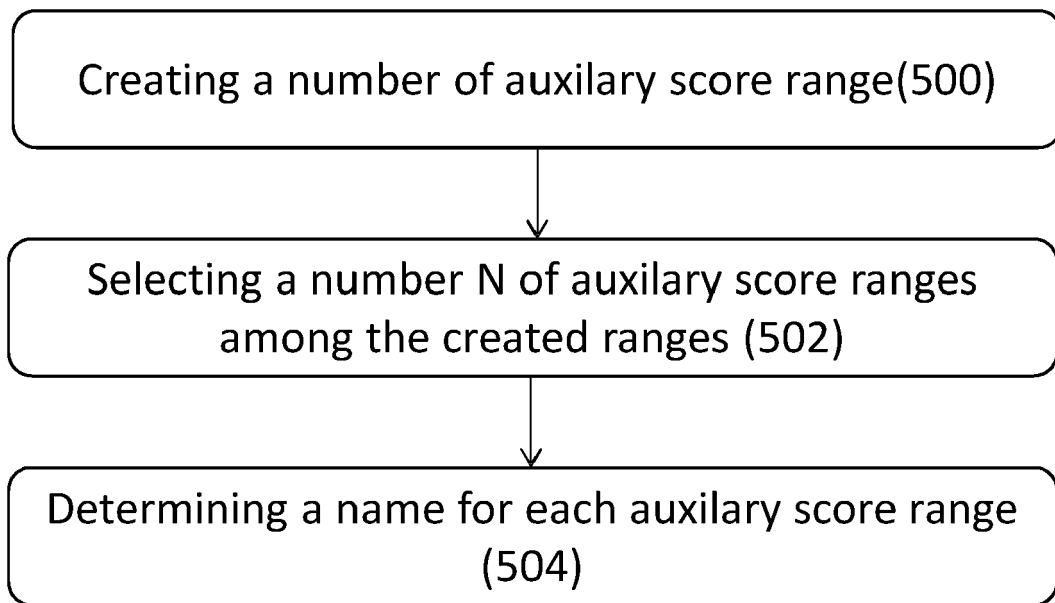 Creating a number of auxilary score range(500)
Selecting a number N of auxilary score ranges
among the created ranges (502)
Determining a name for each auxilary score range
(504)